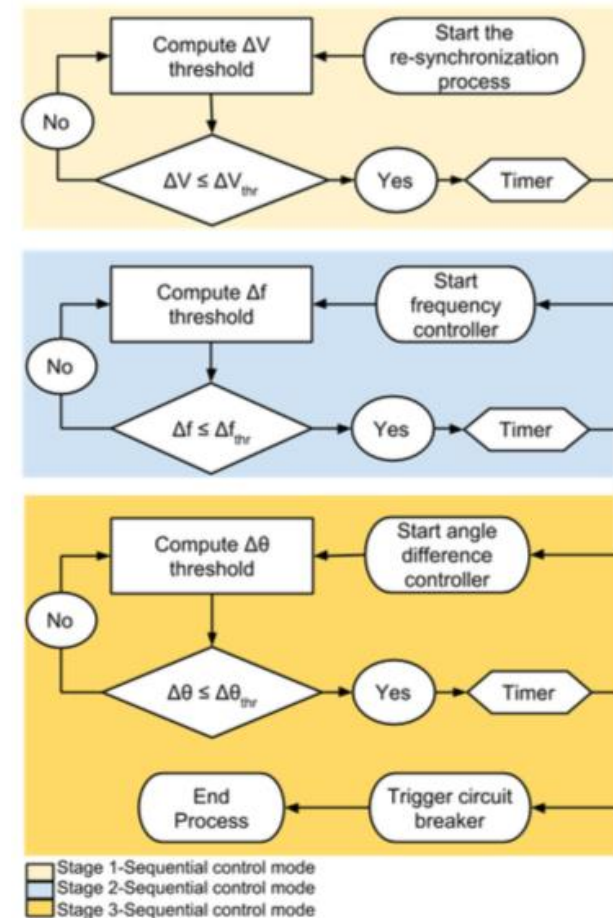 Compute ΔV
threshold
Start the
re-synchronization
process
No
ΔV ≤ ΔVthr
Yes
Timer
Compute Δf
threshold
Start
frequency
controller
No
Δf ≤ Δfthr
Yes
Timer
Compute Δθ
threshold
Start angle
difference
controller
No
Δθ ≤ Δθthr
Yes
Timer
End
Process
Trigger circuit
breaker
Stage 1-Sequential control mode
Stage 2-Sequential control mode
Stage 3-Sequential control mode